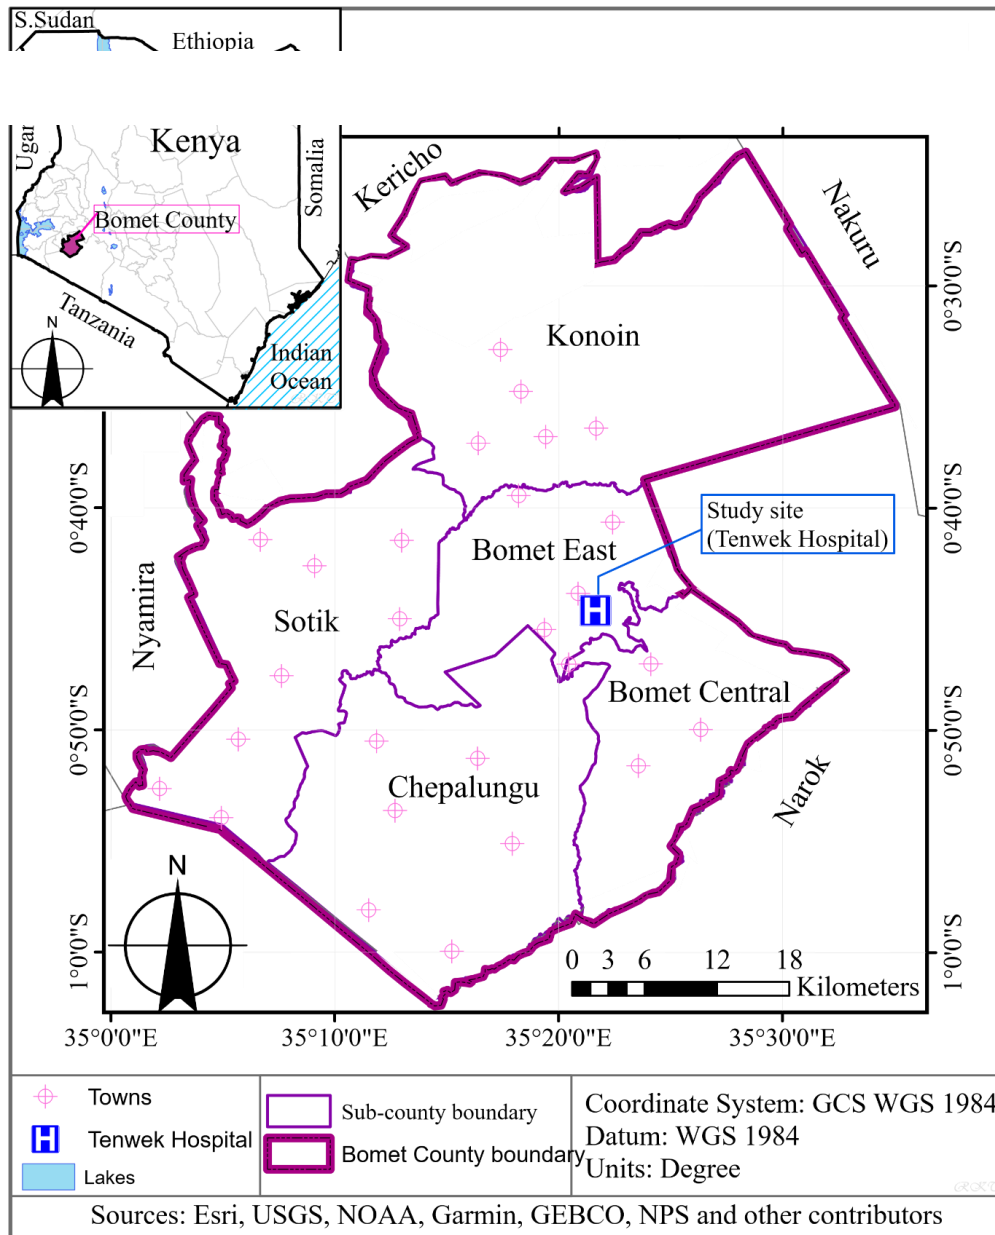 S.Sudan
Ethiopia
Kenya
Somalia
Bomet County
Tanzania
N
Indian
Ocean
Kericho
Nakuru
Konoin
0°30'0"S
0°40'0"S
0°40'0"S
Study site
(Tenwek Hospital)
Bomet East
H
Nyamira
Sotik
Bomet Central
0°50'0"S
0°50'0"S
Chepalungu
Narok
N
1°0'0"S
1°0'0"S
0 3 6 12 18
Kilometers
35°0'0"E 35°10'0"E 35°20'0"E 35°30'0"E
Towns
H Tenwek Hospital
Lakes
Sub-county boundary
Bomet County boundary
Coordinate System: GCS WGS 1984
Datum: WGS 1984
Units: Degree
Sources: Esri, USGS, NOAA, Garmin, GEBCO, NPS and other contributors